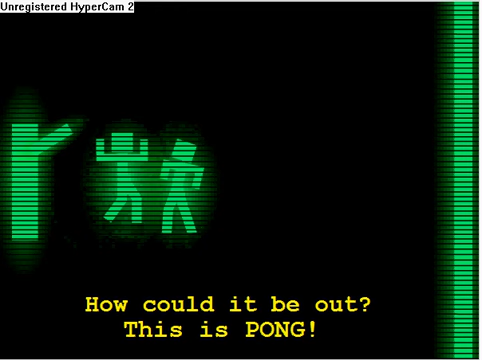 Unregistered HyperCam 2
How could it be out?
This is PONG!